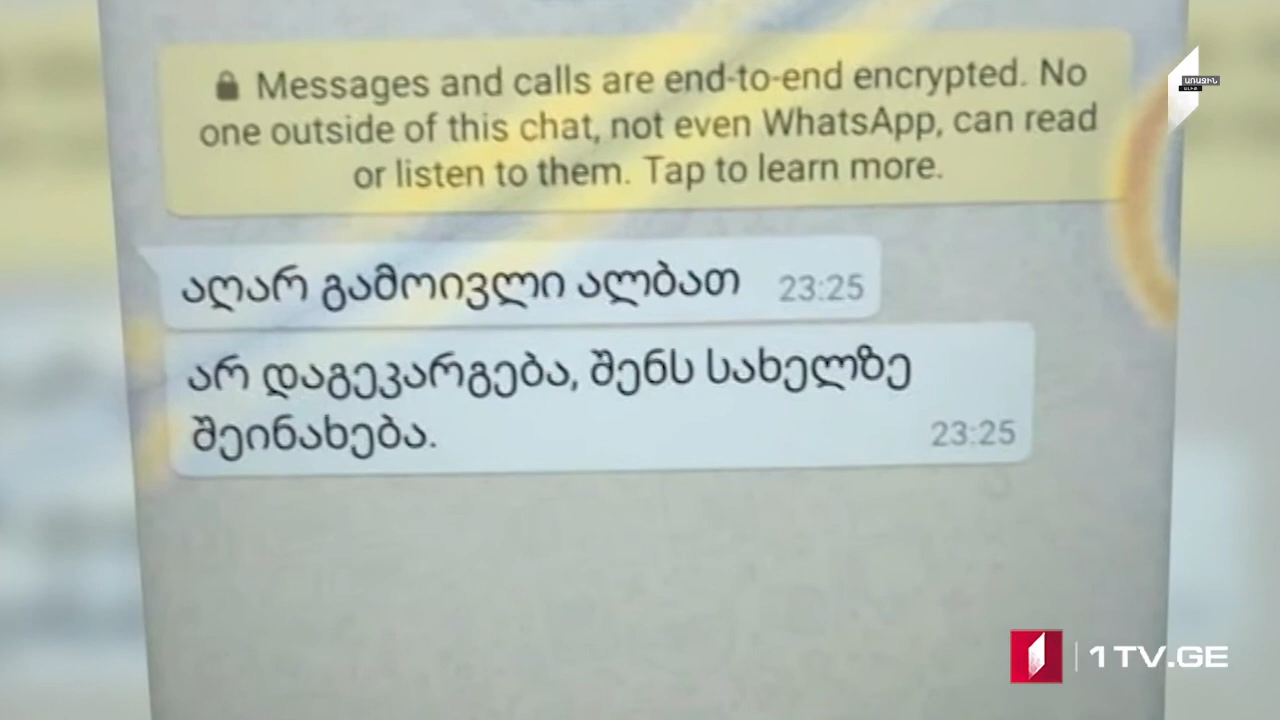 Messages and calls are end-to-end encrypted. No
one outside of this chat, not even WhatsApp, can read
or listen to them. Tap to learn more.
ԱՌԱՋԻՆ
ԱԼԻՔ
აღარ გამოივლი ალბათ 23:25
არ დაგეკარგება, შენს სახელზე
შეინახება. 23:25
1TV.GE